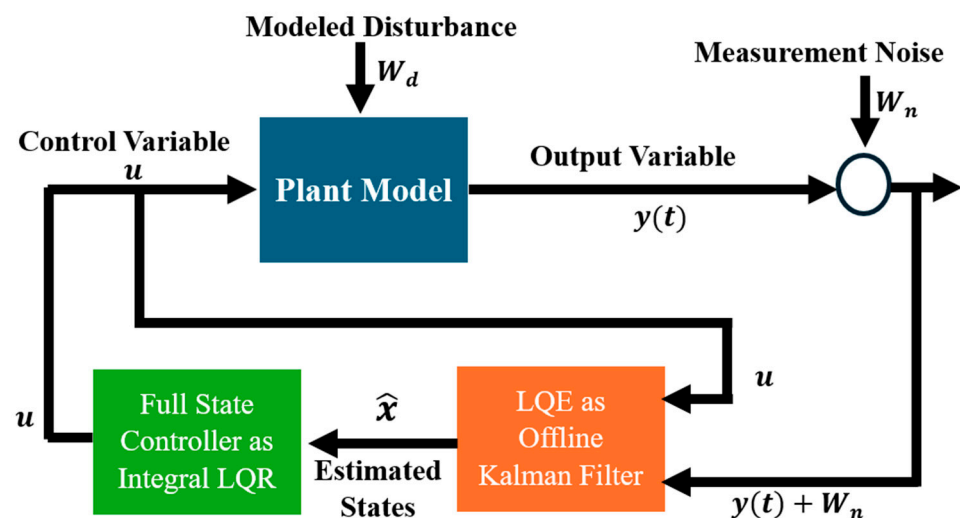 Modeled Disturbance
W_d
Measurement Noise
W_n
Control Variable
u
Plant Model
Output Variable
y(t)
u
u
Full State
Controller as
Integral LQR
x̂
Estimated
States
LQE as
Offline
Kalman Filter
y(t) + W_n